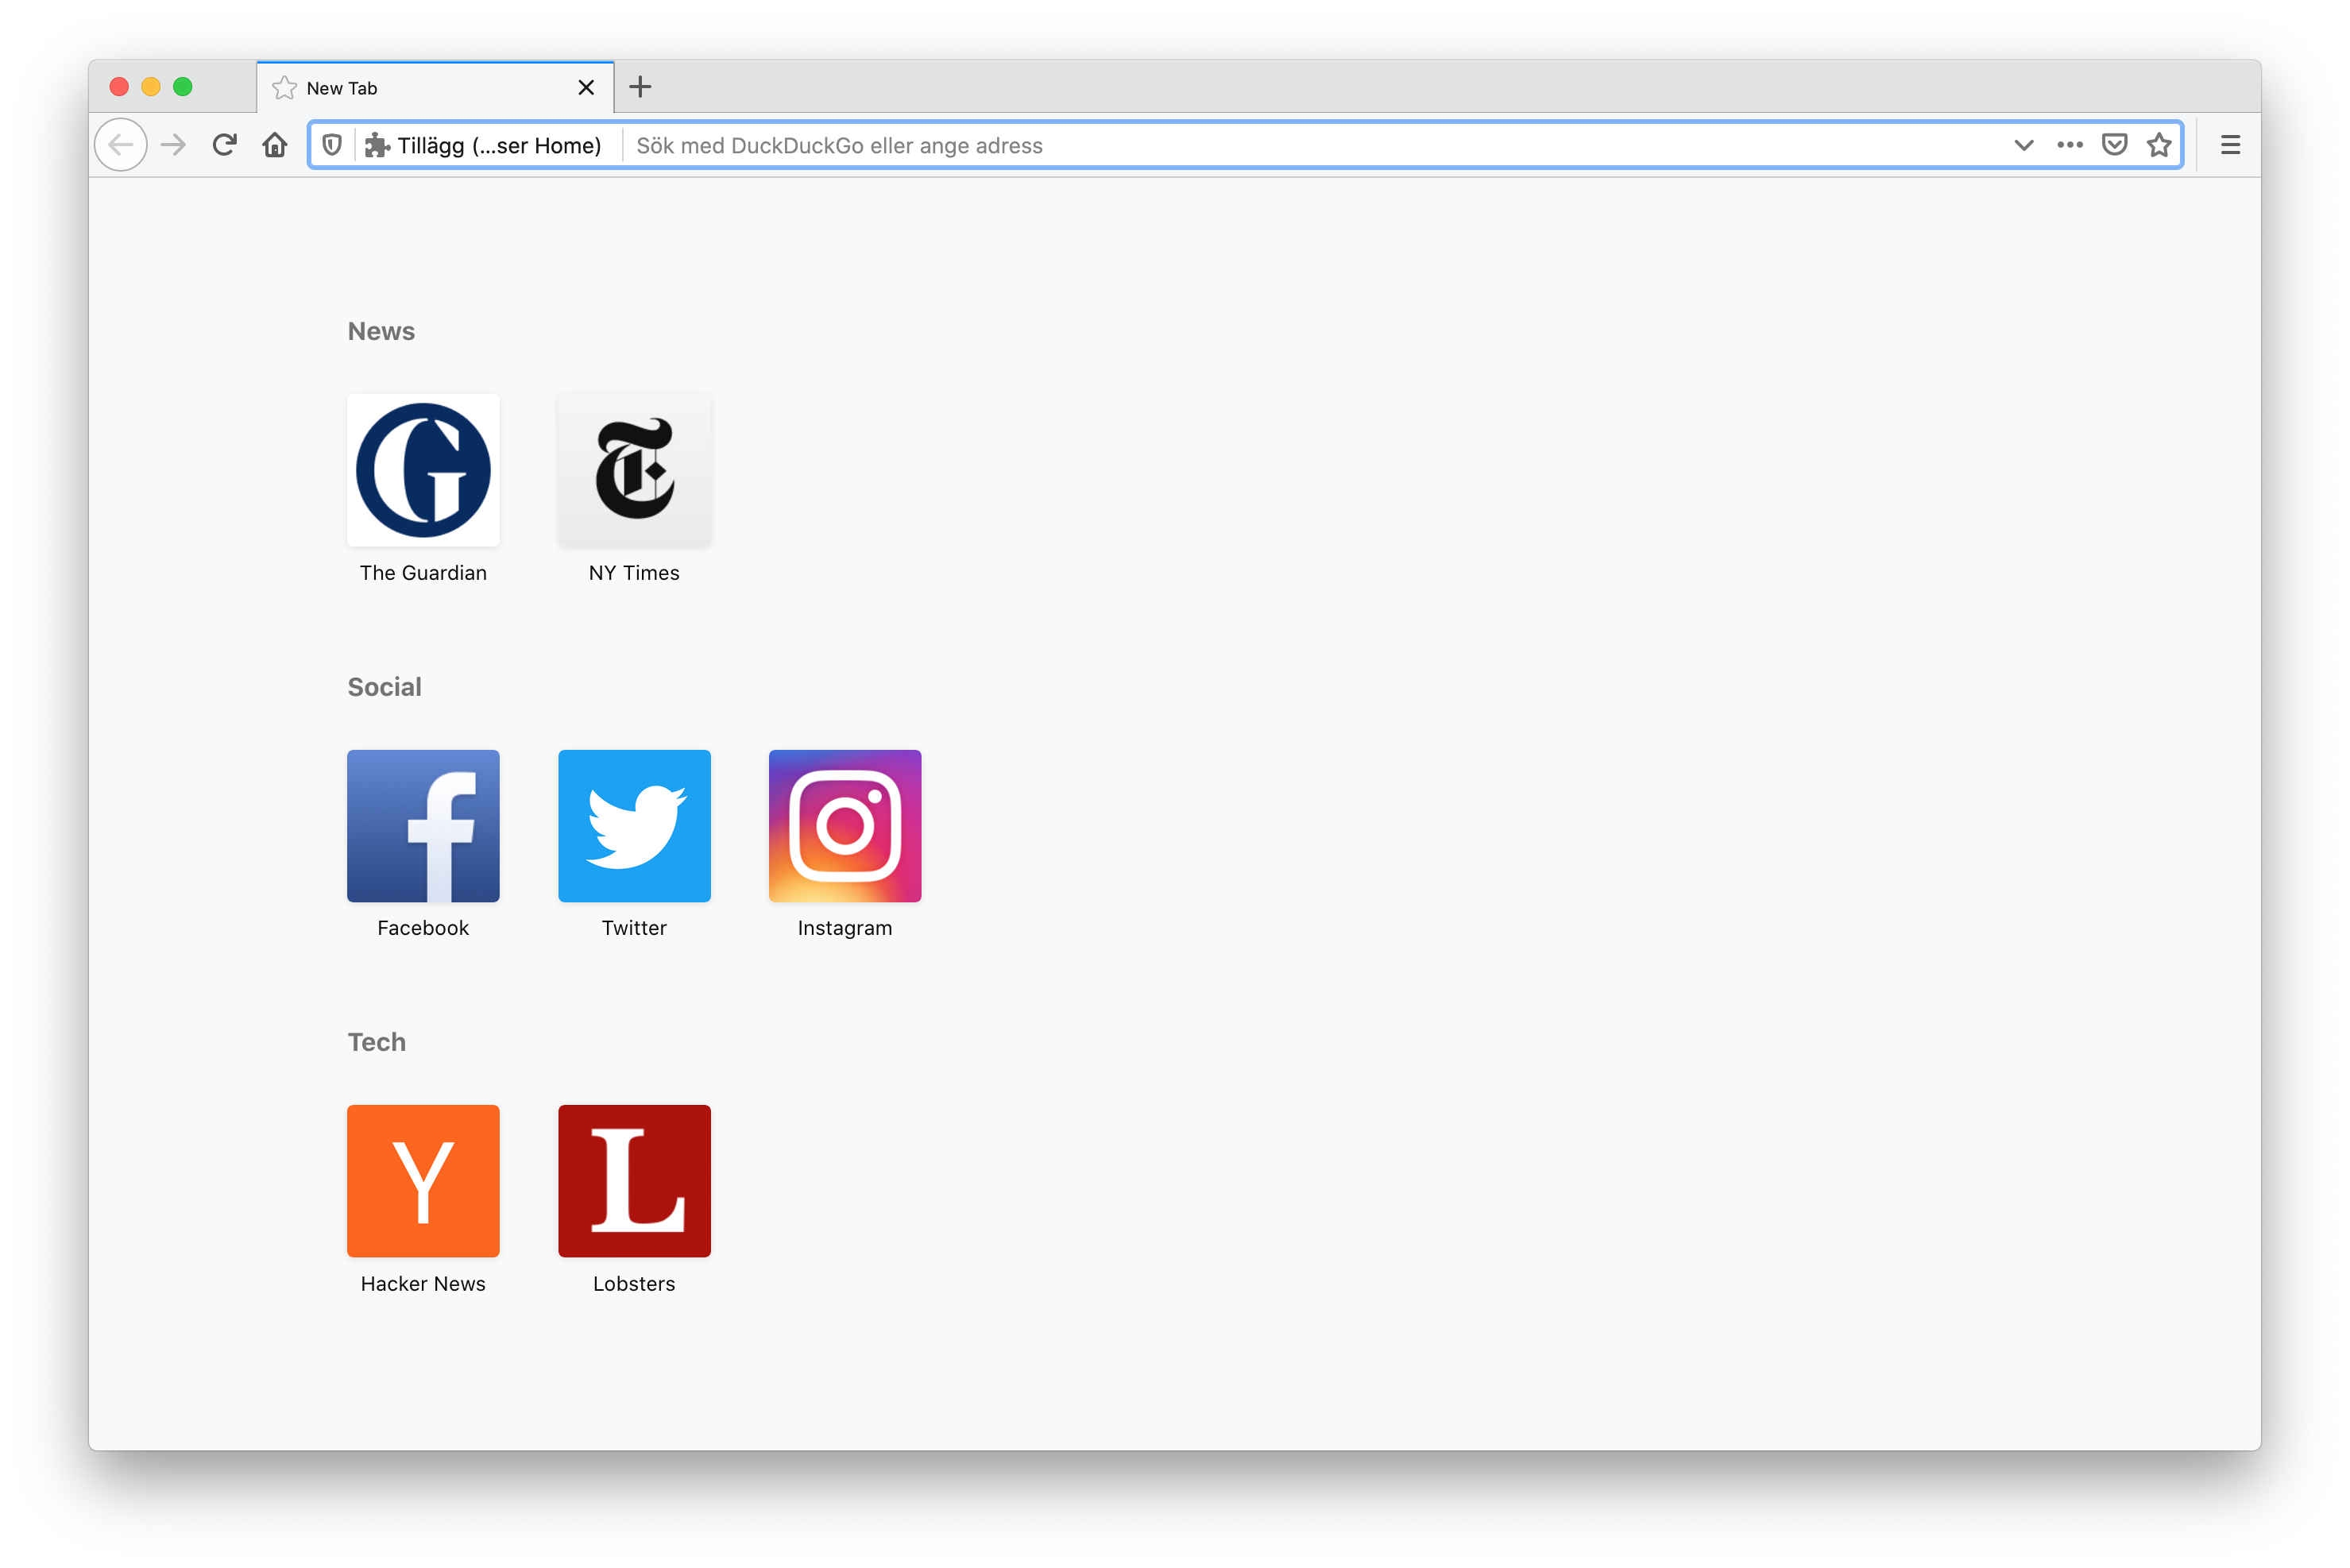 New Tab
Tillägg (...ser Home) Sök med DuckDuckGo eller ange adress
News
The Guardian NY Times
Social
Facebook Twitter Instagram
Tech
Y L
Hacker News Lobsters